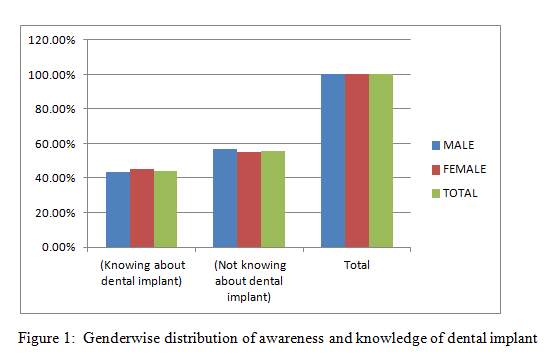 120.00%
100.00%
80.00%
60.00%
40.00%
20.00%
0.00%
(Knowing about
dental implant)
(Not knowing
about dental
implant)
Total
MALE
FEMALE
TOTAL
Figure 1: Genderwise distribution of awareness and knowledge of dental implant